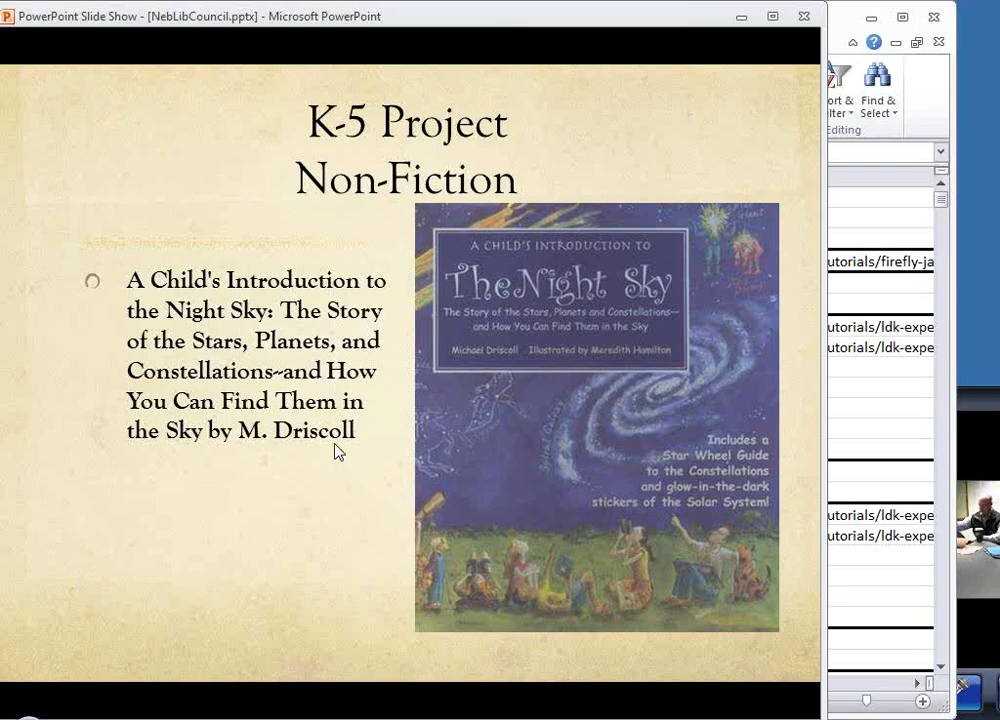 PowerPoint Slide Show - [NebLibCouncil.pptx] - Microsoft PowerPoint
K-5 Project
Non-Fiction
A Child's Introduction to
the Night Sky: The Story
of the Stars, Planets, and
Constellations--and How
You Can Find Them in
the Sky by M. Driscoll
A CHILD'S INTRODUCTION TO
The Night Sky
The Story of the Stars, Planets and Constellations—
and How You Can Find Them in the Sky
Michael Driscoll Illustrated by Meredith Hamilton
Includes a
Star Wheel Guide
to the Constellations
and glow-in-the-dark
stickers of the Solar System!
ort & Find &
lter Select
Editing
utorials/firefly-ja
utorials/ldk-expe
utorials/ldk-expe
utorials/ldk-expe
utorials/ldk-expe